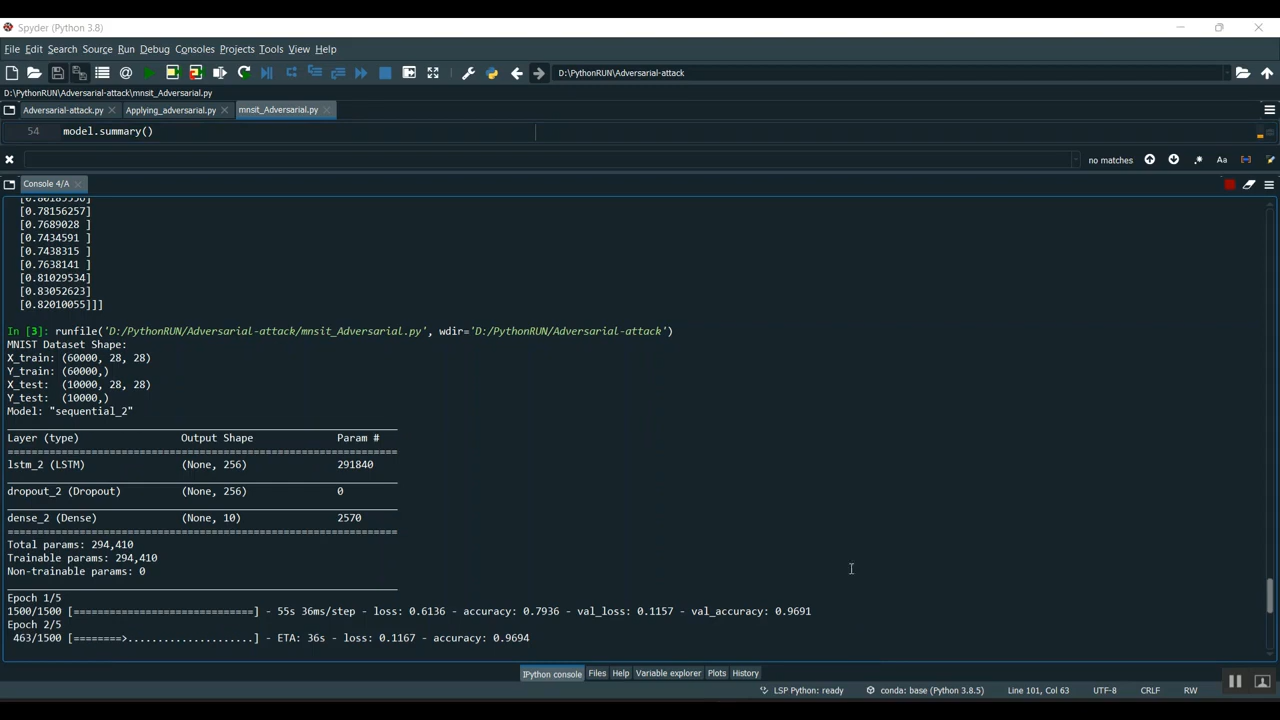 Spyder (Python 3.8)
File Edit Search Source Run Debug Consoles Projects Tools View Help
D:\PythonRUN\Adversarial-attack
D:\PythonRUN\Adversarial-attack\mnsit_Adversarial.py
Adversarial-attack.py Applying_adversarial.py mnsit_Adversarial.py
54 model.summary()
no matches
Aa
Console 4/A
[0.78156257]
[0.7689028 ]
[0.7434591 ]
[0.7438315 ]
[0.7638141 ]
[0.81029534]
[0.83052623]
[0.82010055]]]
In [3]: runfile('D:/PythonRUN/Adversarial-attack/mnsit_Adversarial.py', wdir='D:/PythonRUN/Adversarial-attack')
MNIST Dataset Shape:
X_train: (60000, 28, 28)
Y_train: (60000,)
X_test:  (10000, 28, 28)
Y_test:  (10000,)
Model: "sequential_2"
Layer (type) Output Shape Param #
=================================================================
lstm_2 (LSTM) (None, 256) 291840
dropout_2 (Dropout) (None, 256) 0
dense_2 (Dense) (None, 10) 2570
=================================================================
Total params: 294,410
Trainable params: 294,410
Non-trainable params: 0
Epoch 1/5
1500/1500 [==============================] - 55s 36ms/step - loss: 0.6136 - accuracy: 0.7936 - val_loss: 0.1157 - val_accuracy: 0.9691
Epoch 2/5
463/1500 [========>.....................] - ETA: 36s - loss: 0.1167 - accuracy: 0.9694
IPython console Files Help Variable explorer Plots History
LSP Python: ready conda: base (Python 3.8.5) Line 101, Col 63 UTF-8 CRLF RW